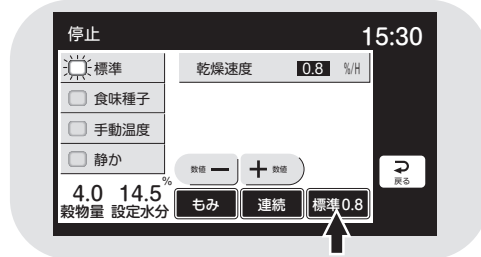 停止 15:30
標準
食味種子
手動温度
静か
乾燥速度 0.8 %/H
数値 − ＋ 数値
戻る
4.0 14.5%
穀物量 設定水分
もみ 連続 標準0.8